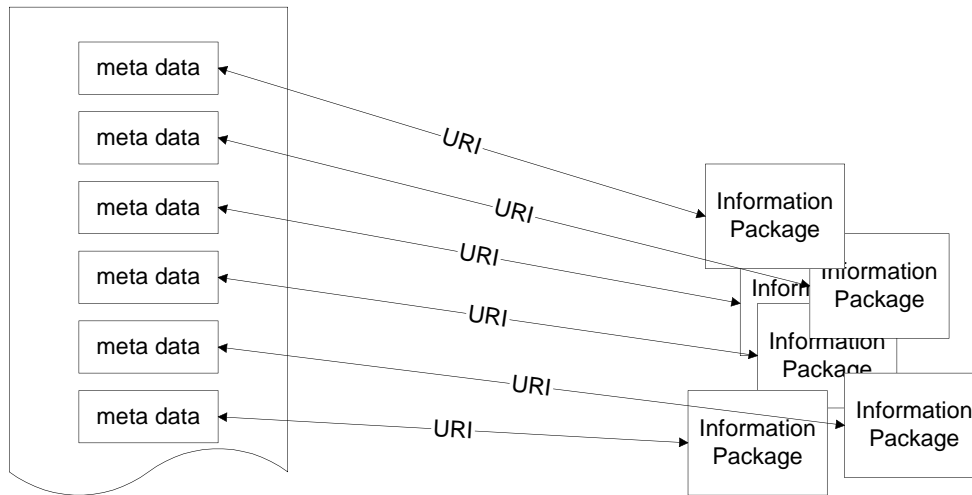 meta data
meta data
meta data
meta data
meta data
meta data
URI
URI
URI
URI
URI
URI
Information
Package
Information
Package
Information
Package
Information
Package
Information
Package